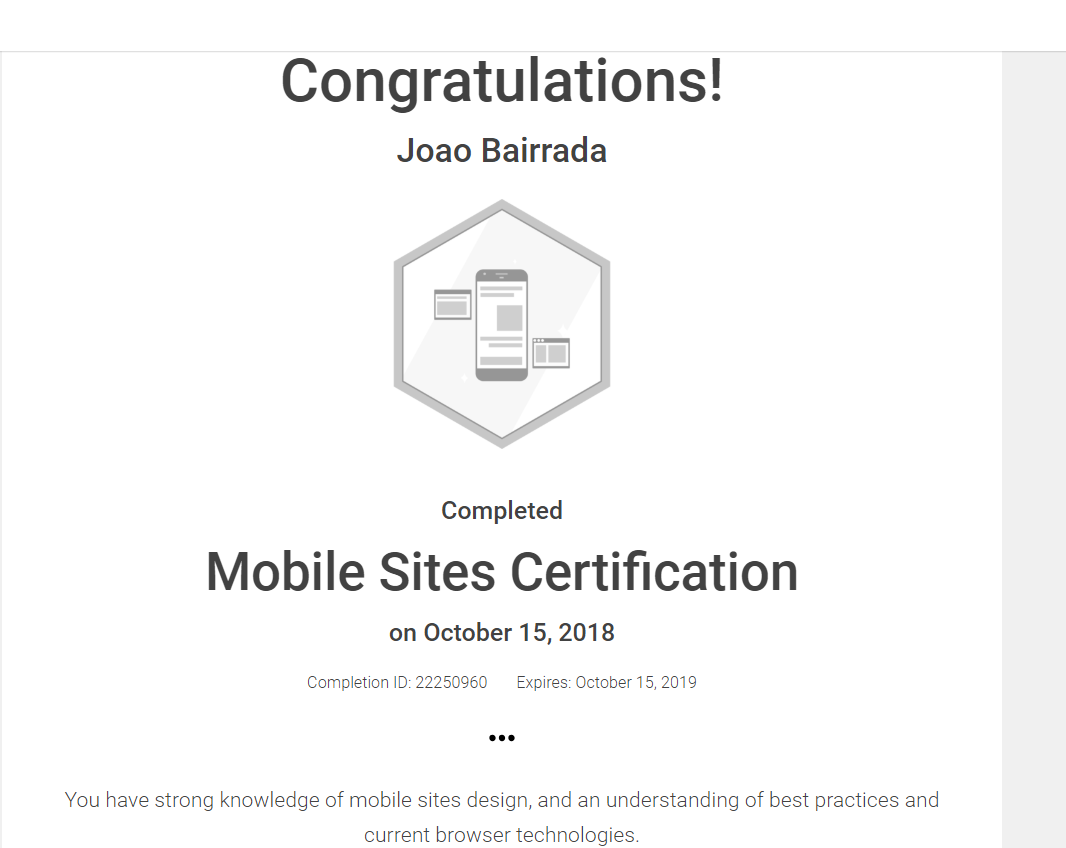 Congratulations!
Joao Bairrada
Completed
Mobile Sites Certification
on October 15, 2018
Completion ID: 22250960 Expires: October 15, 2019
•••
You have strong knowledge of mobile sites design, and an understanding of best practices and
current browser technologies.